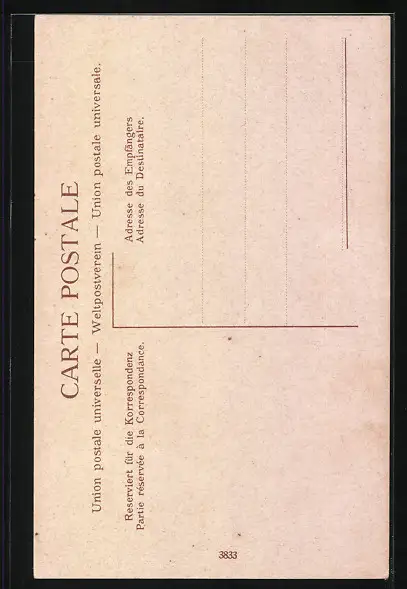 CARTE POSTALE
Union postale universelle — Weltpostverein — Union postale universale.
Reserviert für die Korrespondenz
Partie réservée à la Correspondance.
Adresse des Empfängers
Adresse du Destinataire.
3833